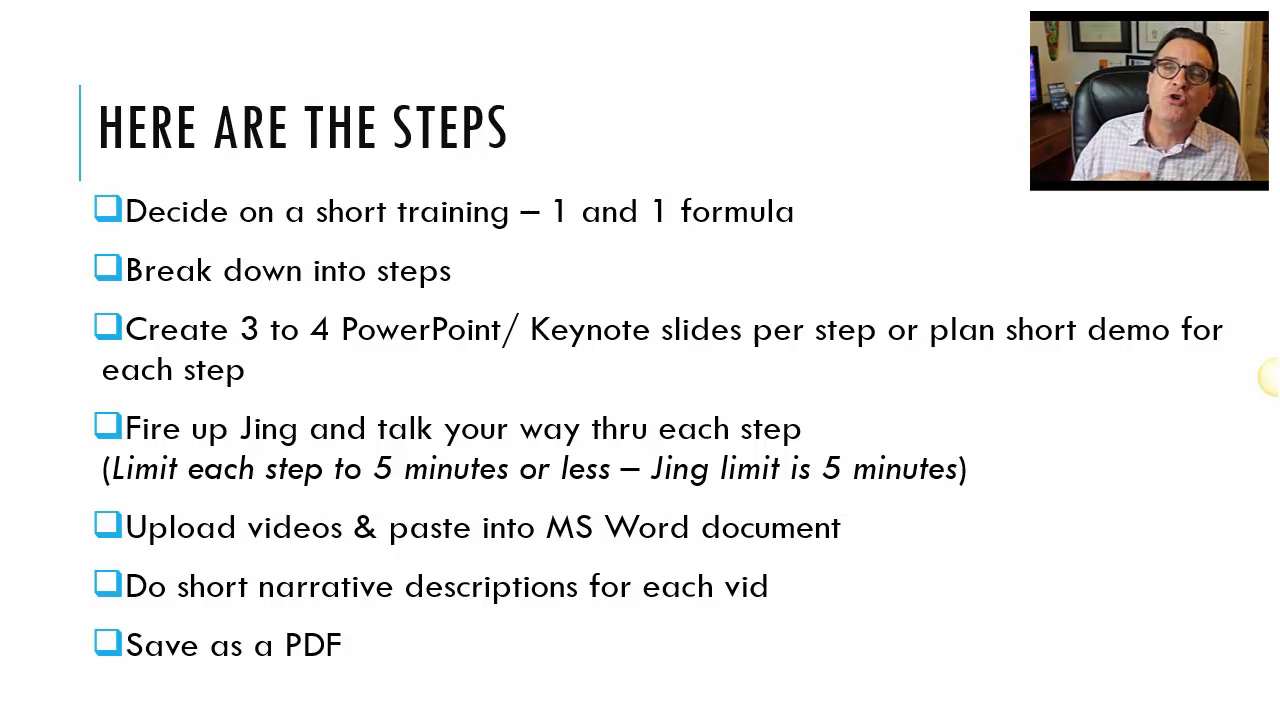 HERE ARE THE STEPS
Decide on a short training – 1 and 1 formula
Break down into steps
Create 3 to 4 PowerPoint/ Keynote slides per step or plan short demo for
each step
Fire up Jing and talk your way thru each step
(Limit each step to 5 minutes or less – Jing limit is 5 minutes)
Upload videos & paste into MS Word document
Do short narrative descriptions for each vid
Save as a PDF